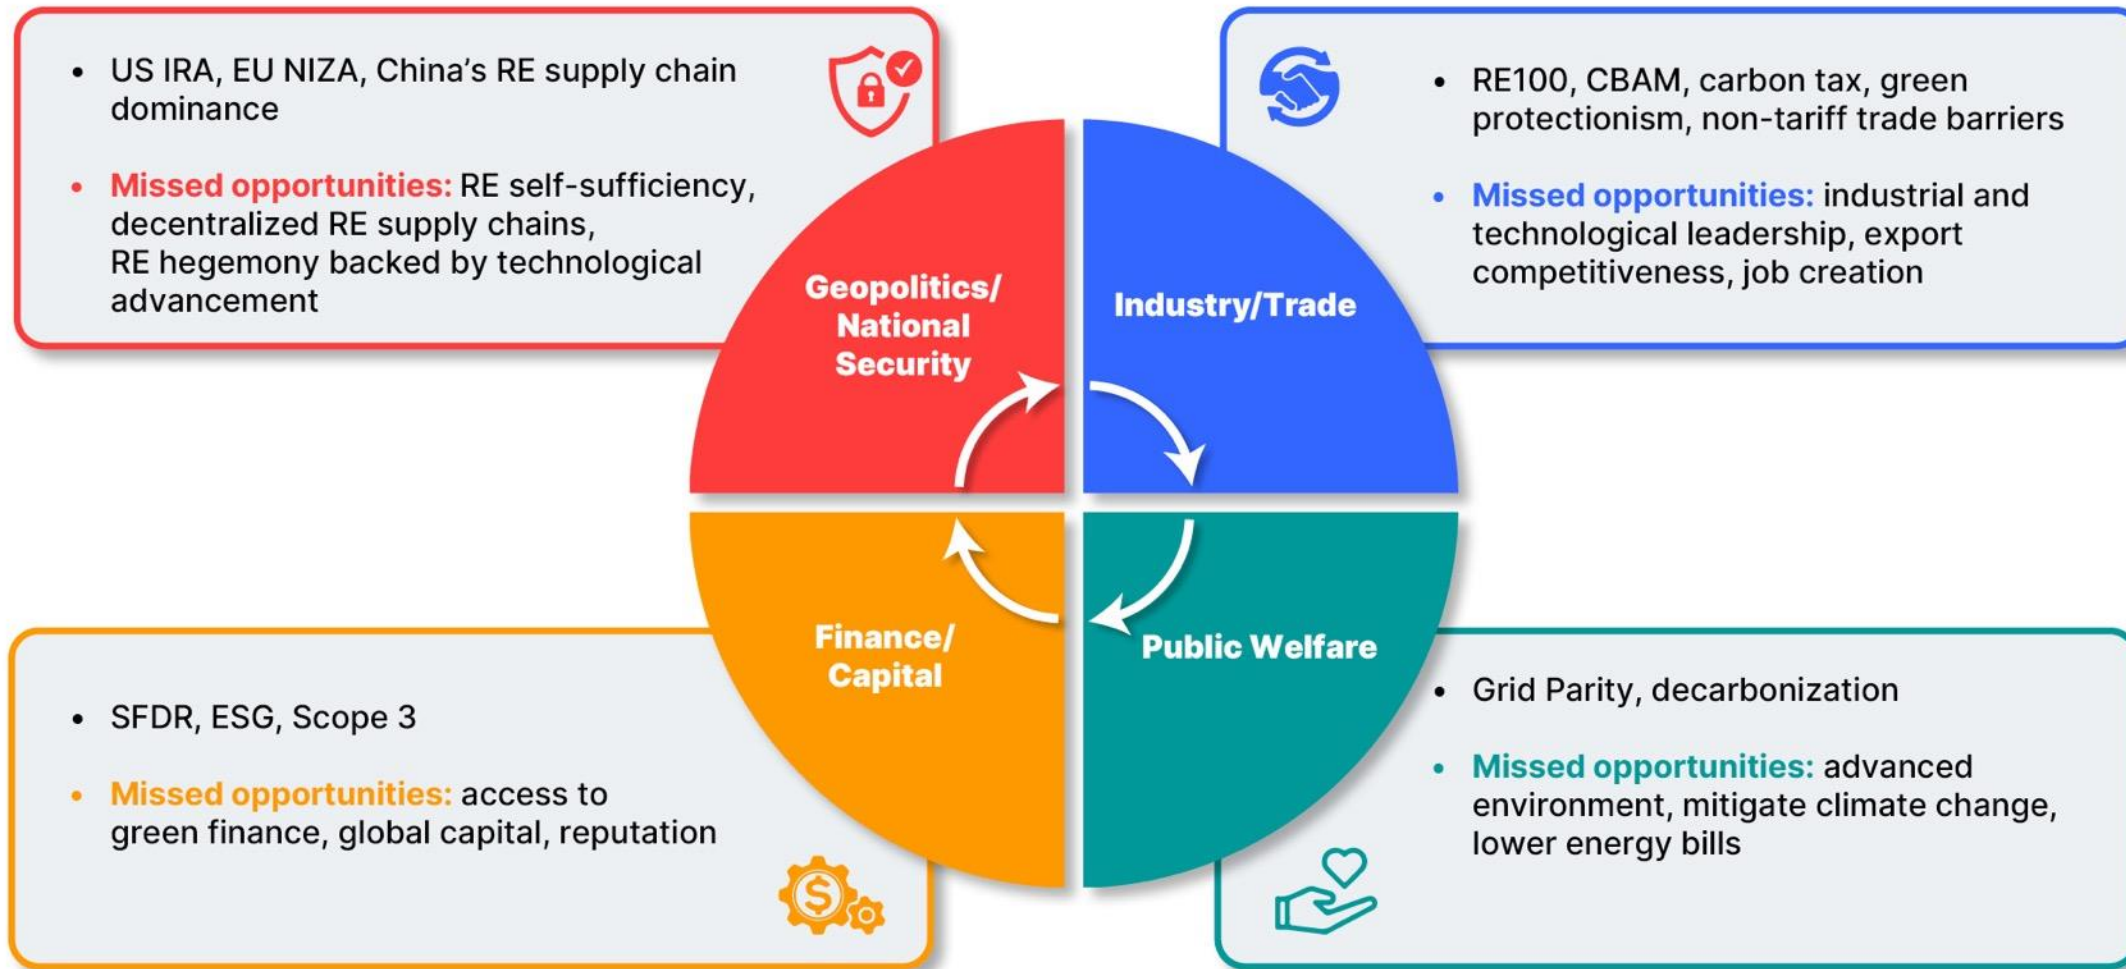 • US IRA, EU NIZA, China’s RE supply chain
dominance
• Missed opportunities: RE self-sufficiency,
decentralized RE supply chains,
RE hegemony backed by technological
advancement
Geopolitics/
National
Security
• RE100, CBAM, carbon tax, green
protectionism, non-tariff trade barriers
• Missed opportunities: industrial and
technological leadership, export
competitiveness, job creation
Industry/Trade
• SFDR, ESG, Scope 3
• Missed opportunities: access to
green finance, global capital, reputation
$
Finance/
Capital
Public Welfare
• Grid Parity, decarbonization
• Missed opportunities: advanced
environment, mitigate climate change,
lower energy bills